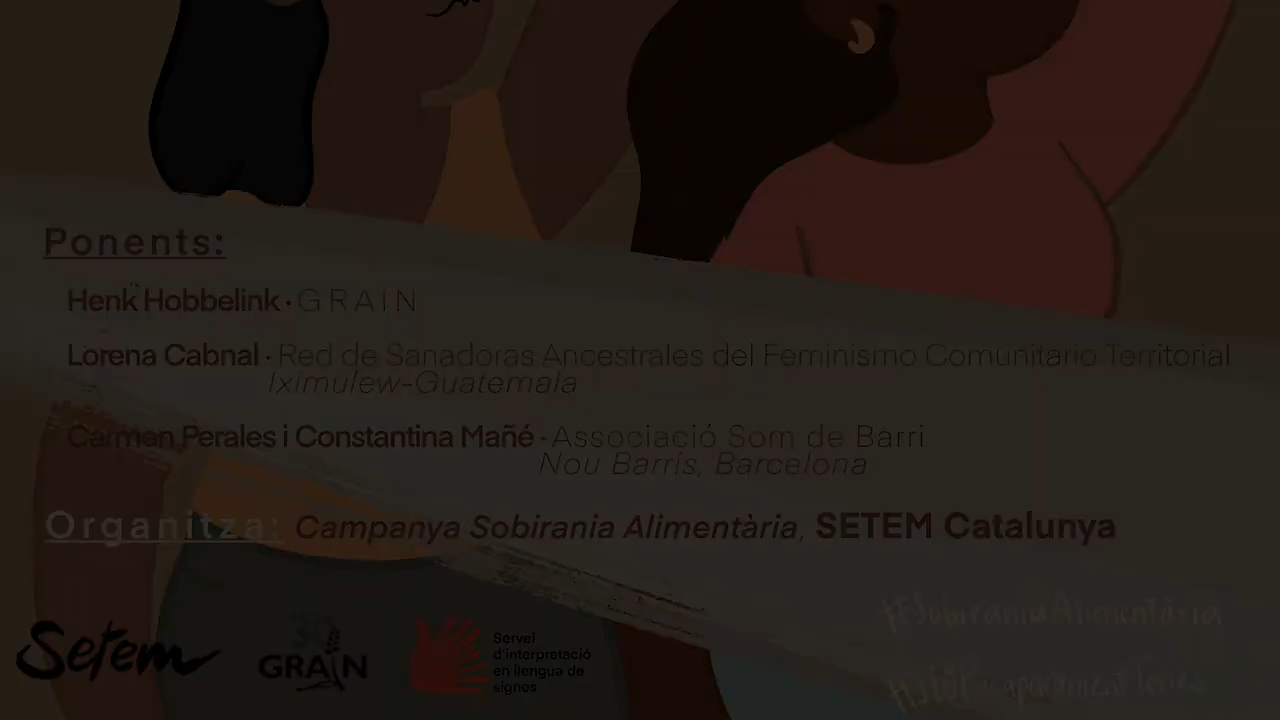 Ponents:
Henk Hobbelink · GRAIN
Lorena Cabnal · Red de Sanadoras Ancestrales del Feminismo Comunitario Territorial
Iximulew-Guatemala
Carmen Perales i Constantina Mañé · Associació Som de Barri
Nou Barris, Barcelona
Organitza: Campanya Sobirania Alimentària, SETEM Catalunya
#SobiraniaAlimentària
Setem
GRAIN
Servei
d'interpretació
en llengua de
signes